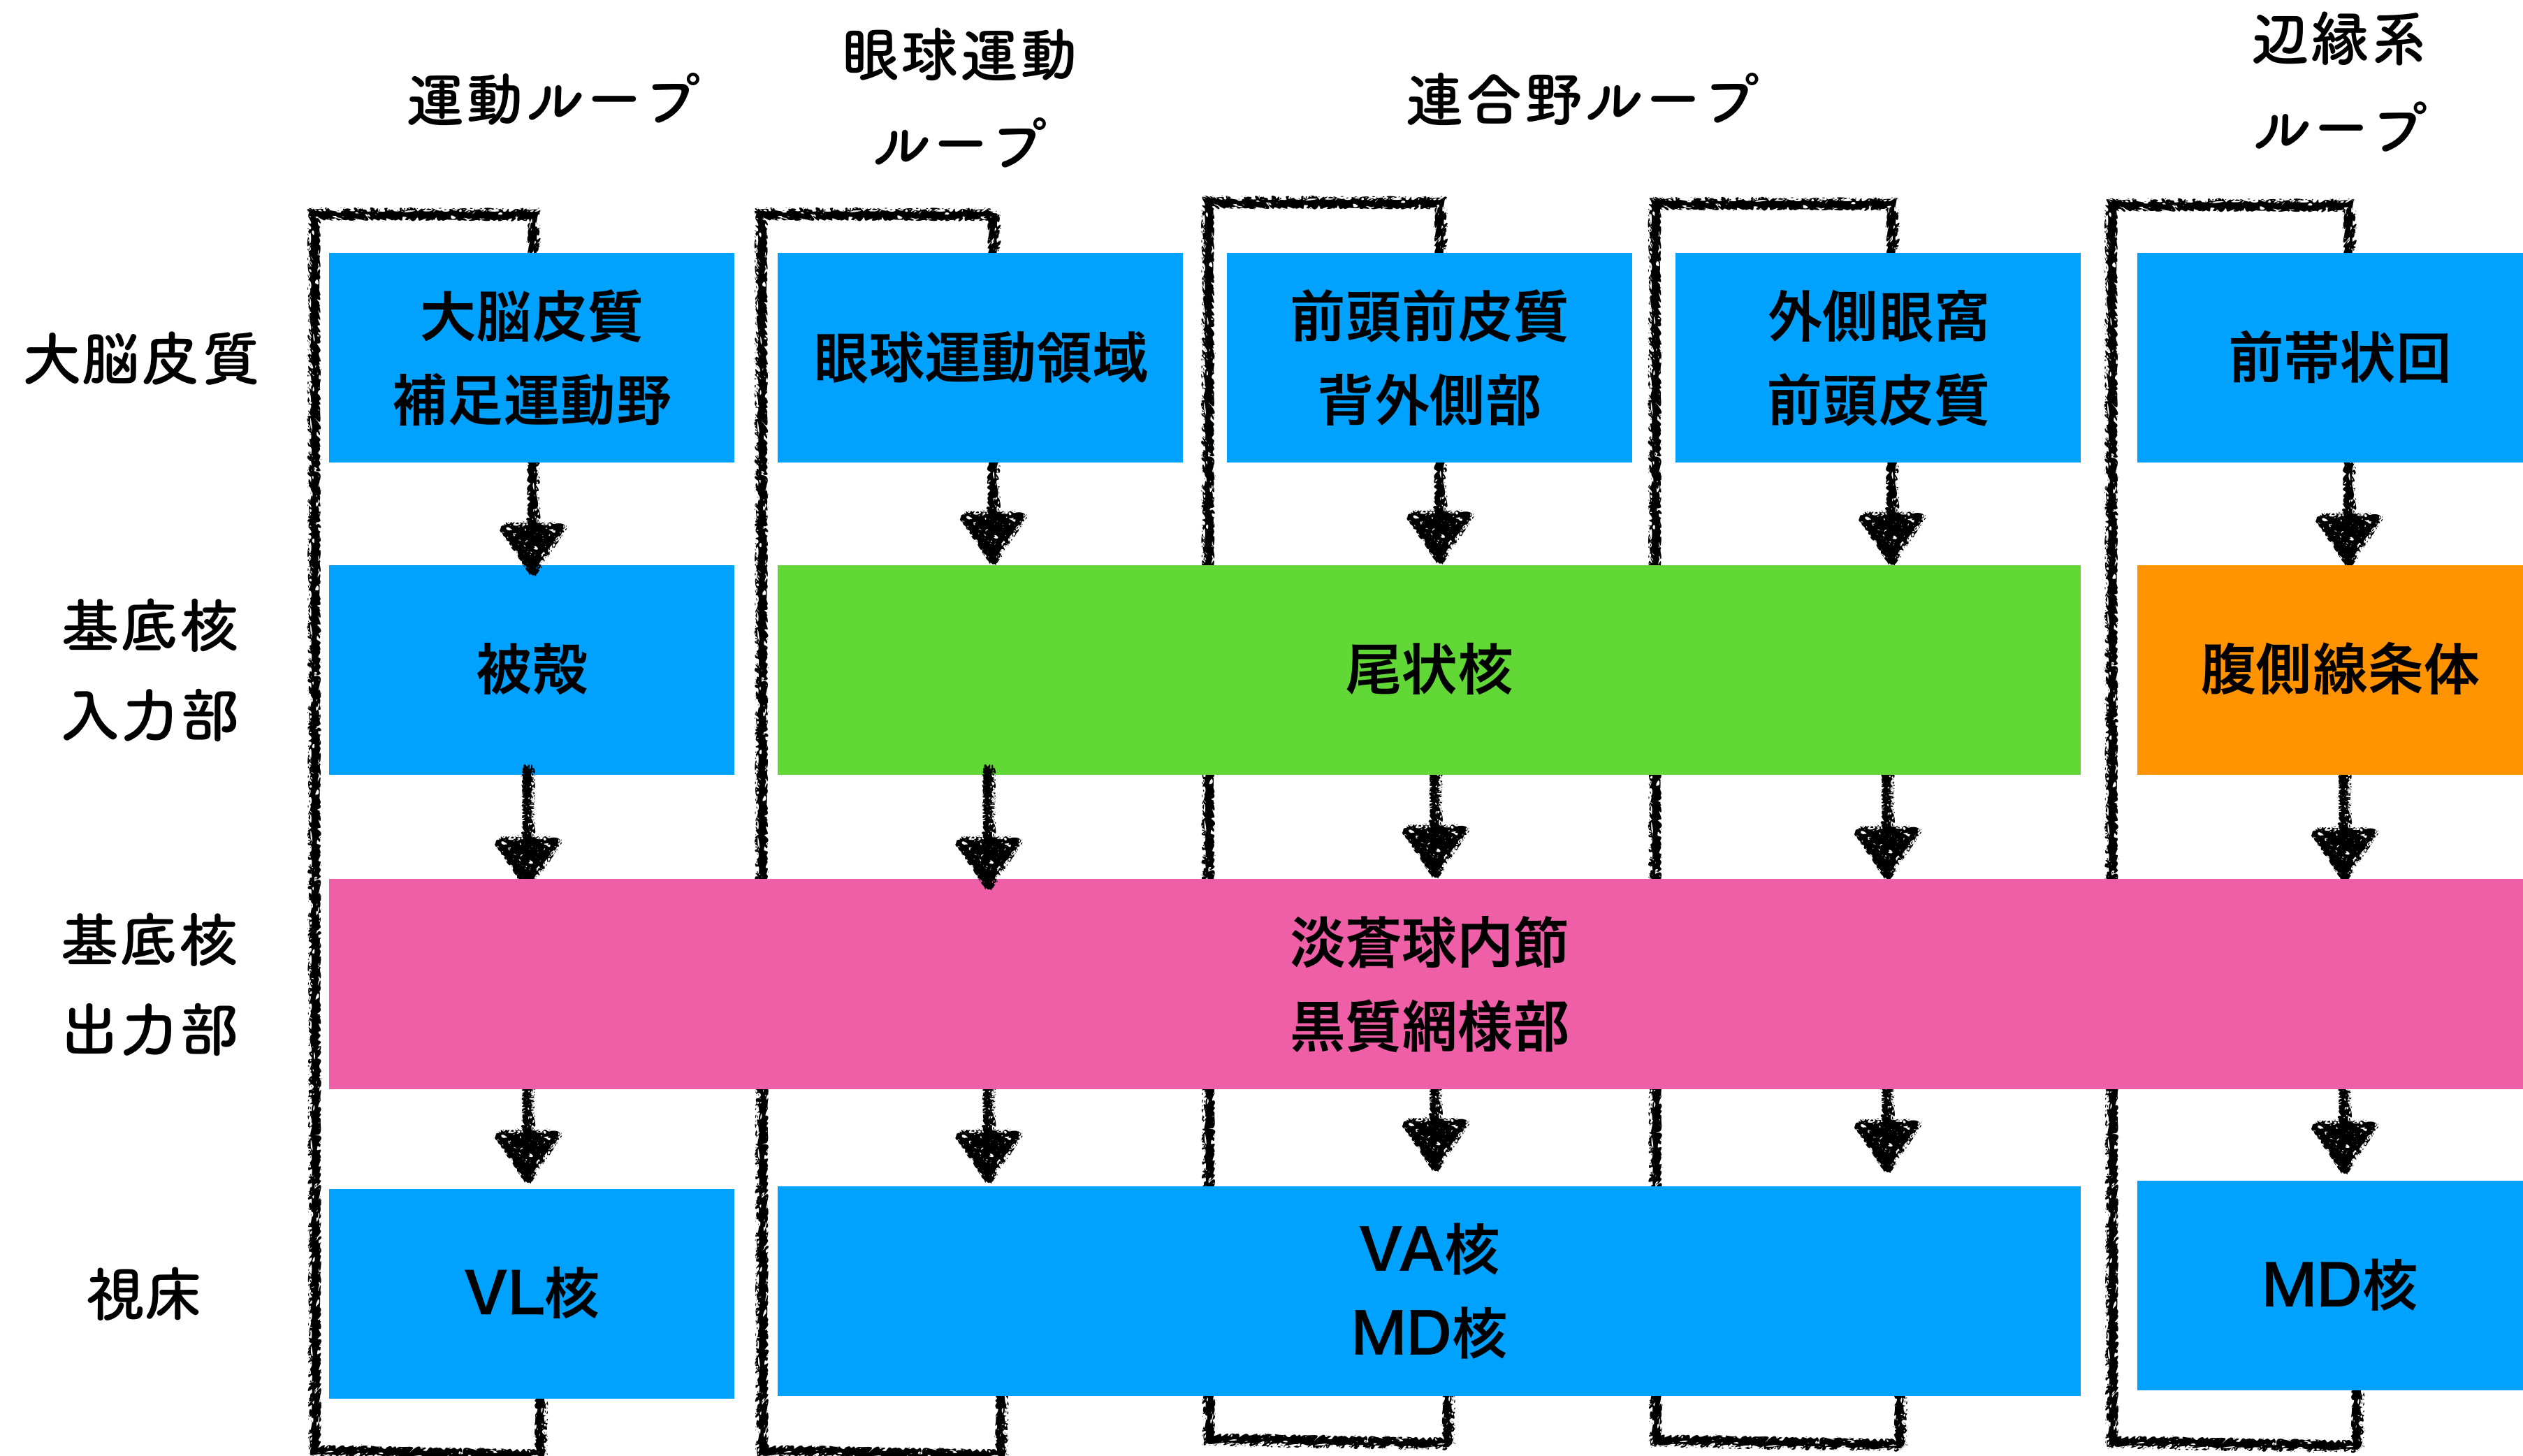 運動ループ
眼球運動
ループ
連合野ループ
辺縁系
ループ
大脳皮質
大脳皮質
補足運動野
眼球運動領域
前頭前皮質
背外側部
外側眼窩
前頭皮質
前帯状回
基底核
入力部
被殻
尾状核
腹側線条体
基底核
出力部
淡蒼球内節
黒質網様部
視床
VL核
VA核
MD核
MD核